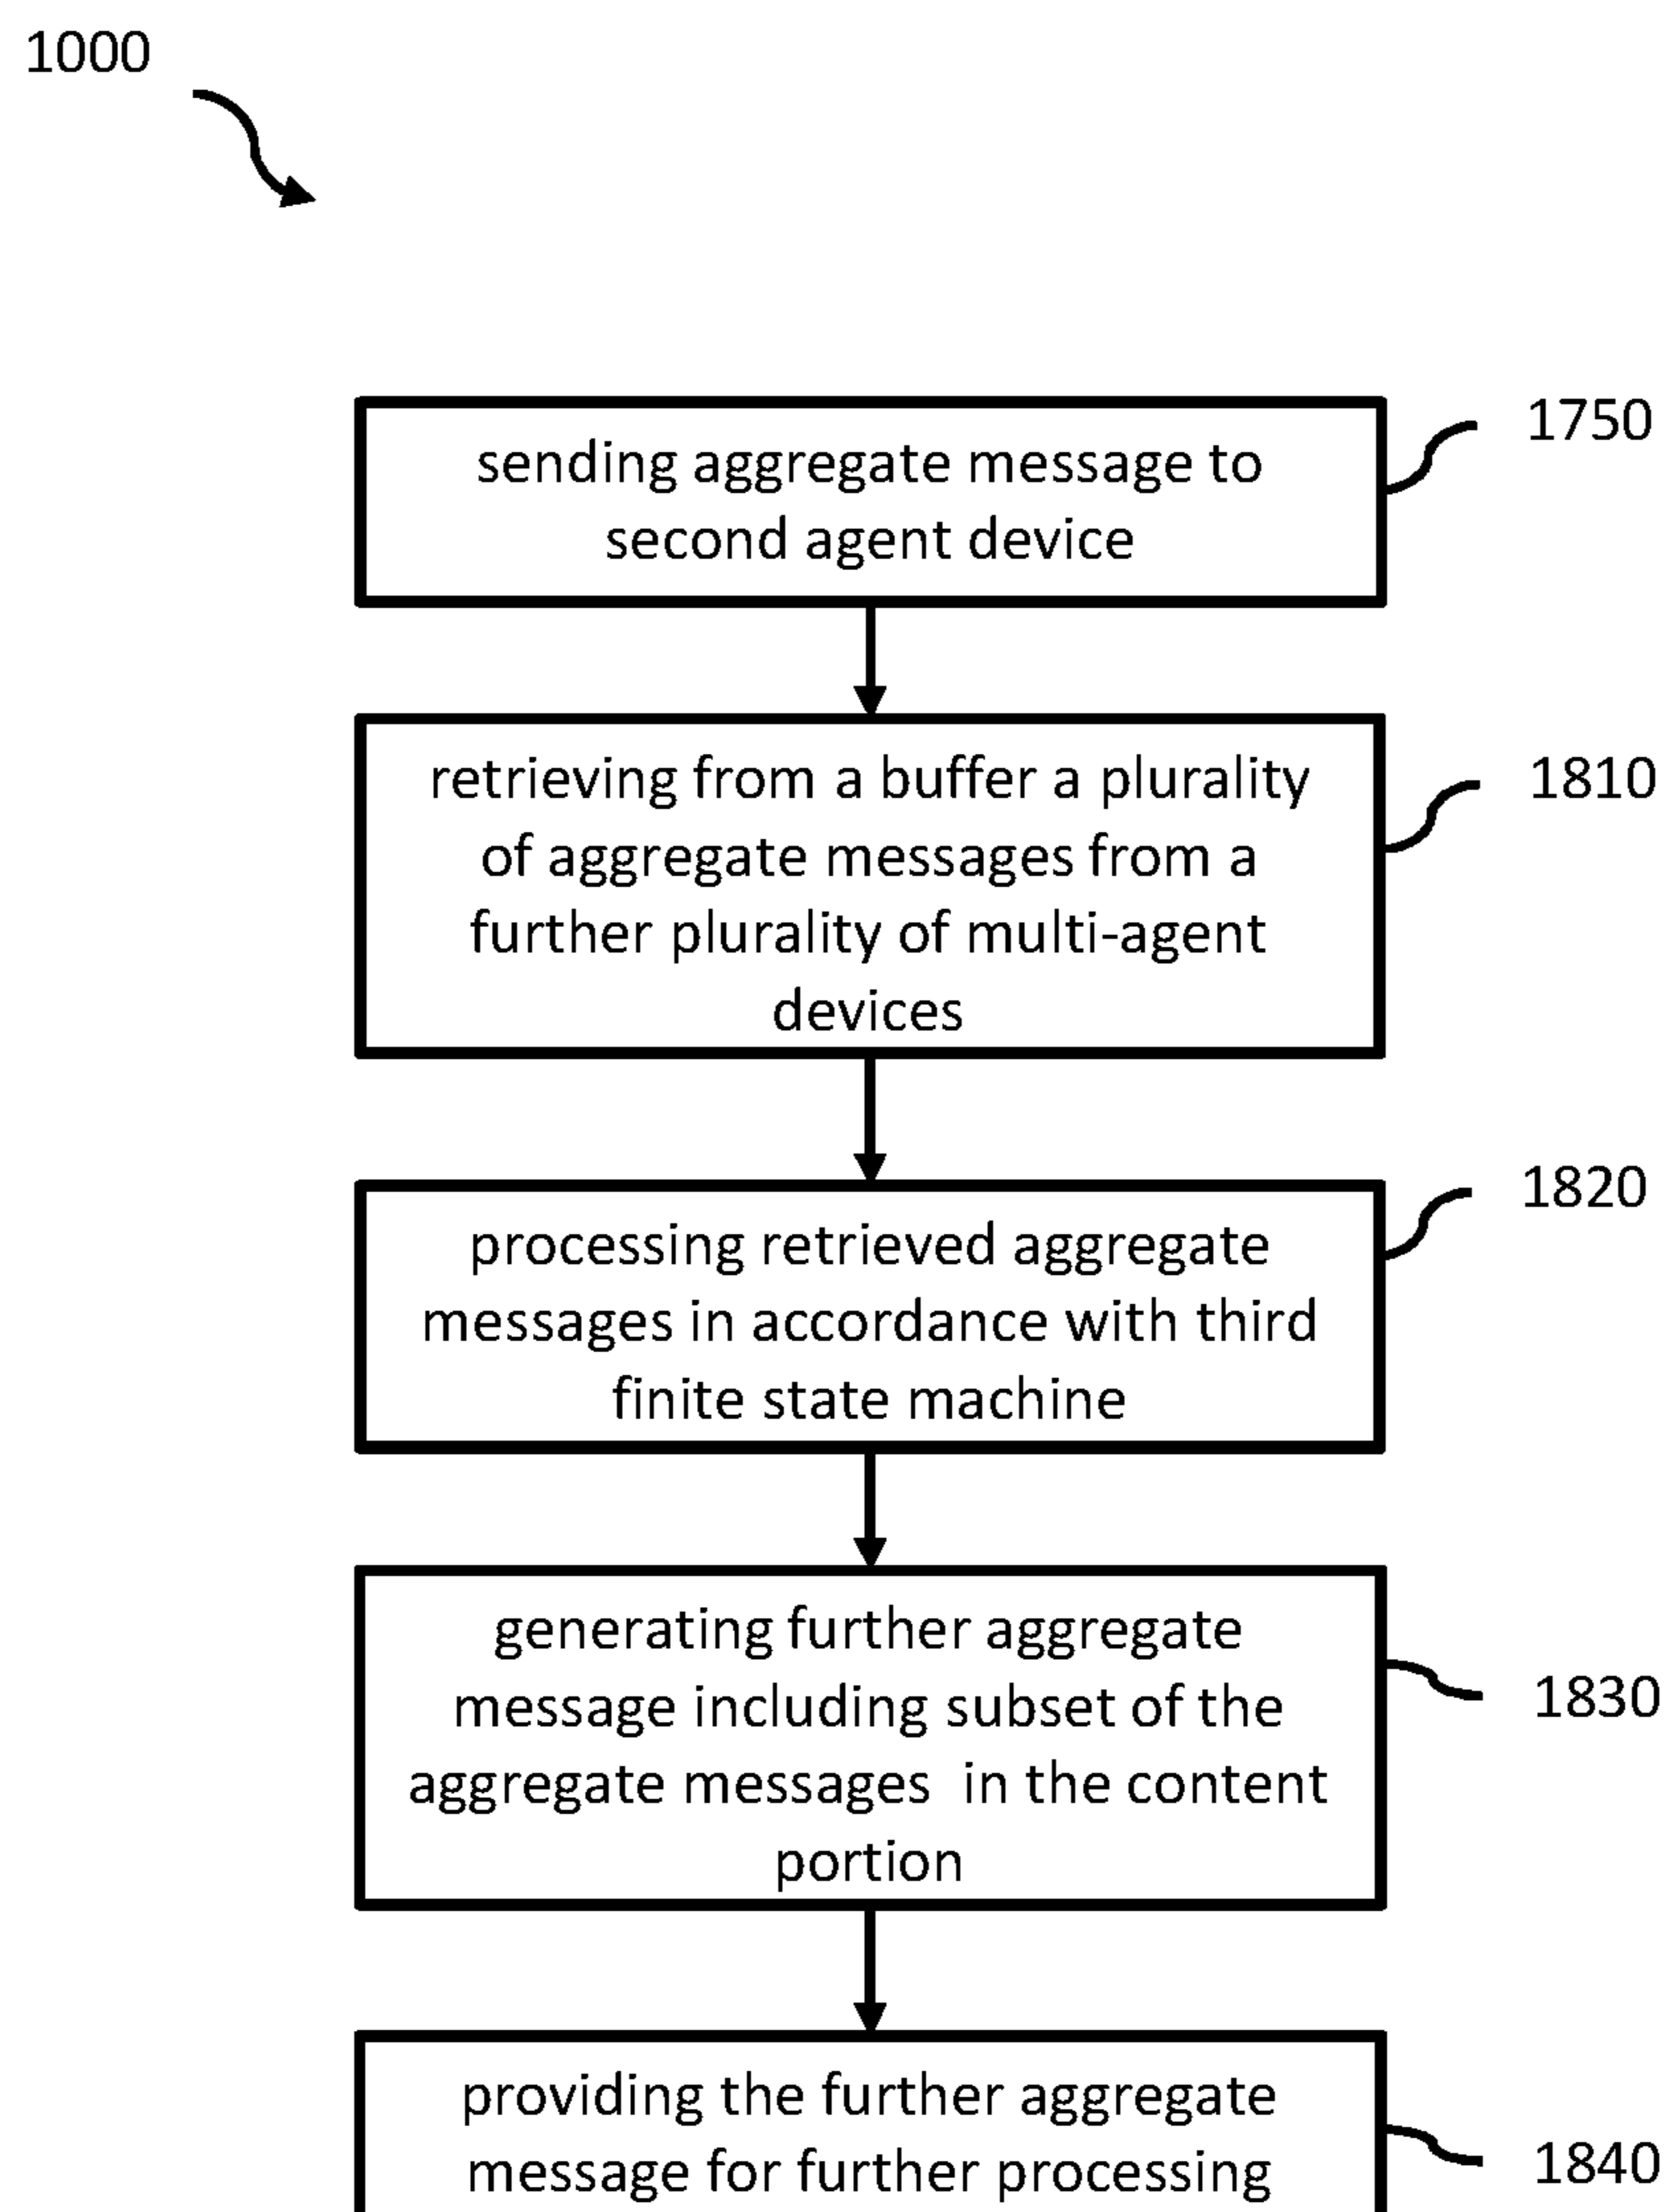 1000
sending aggregate message to
second agent device
1750
retrieving from a buffer a plurality
of aggregate messages from a
further plurality of multi-agent
devices
1810
processing retrieved aggregate
messages in accordance with third
finite state machine
1820
generating further aggregate
message including subset of the
aggregate messages  in the content
portion
1830
providing the further aggregate
message for further processing
1840